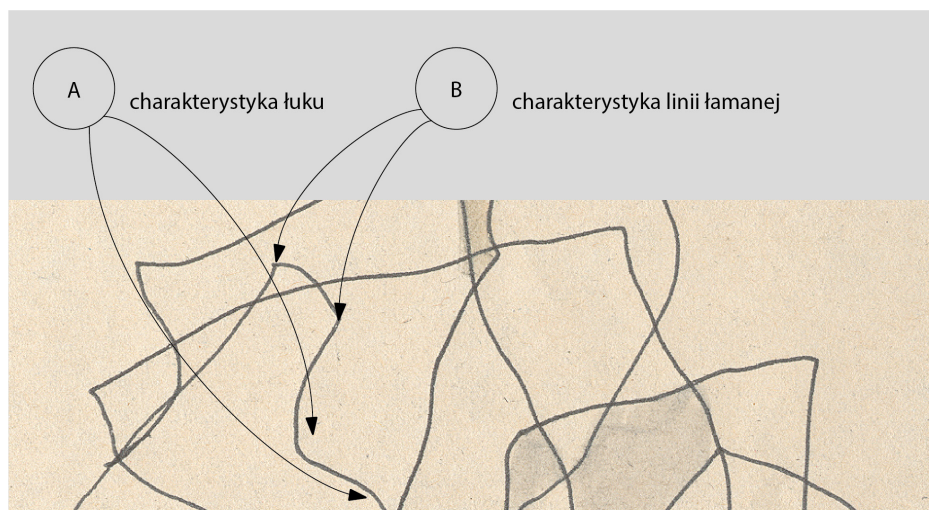 A
charakterystyka łuku
B
charakterystyka linii łamanej